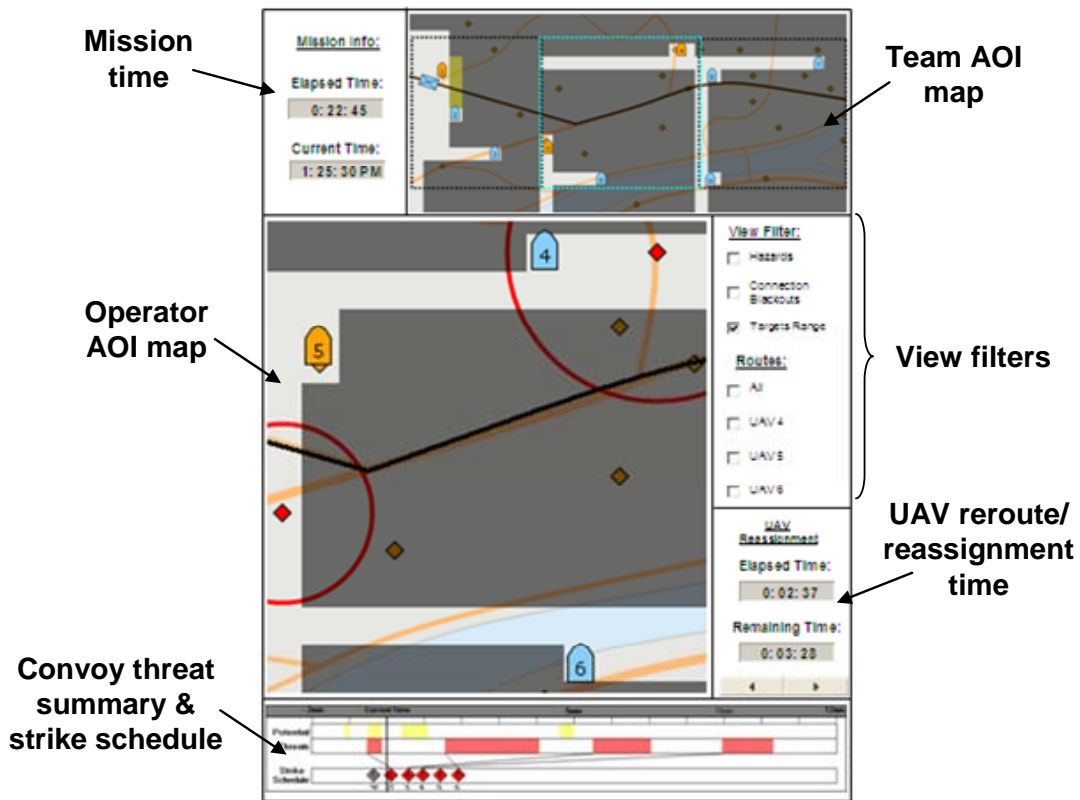 Mission
time
Mission Info:
Elapsed Time:
0: 22: 45
Current Time:
1: 25: 30 PM
Team AOI
map
Operator
AOI map
4
5
6
View Filter:
Hazards
Connection
Blackouts
Targets Range
Routes:
All
UAV 4
UAV 5
UAV 6
View filters
UAV
Reassignment
Elapsed Time:
0: 02: 37
Remaining Time:
0: 03: 28
UAV reroute/
reassignment
time
Convoy threat
summary &
strike schedule
Current Time
Potential
Threats
Strike
Schedule